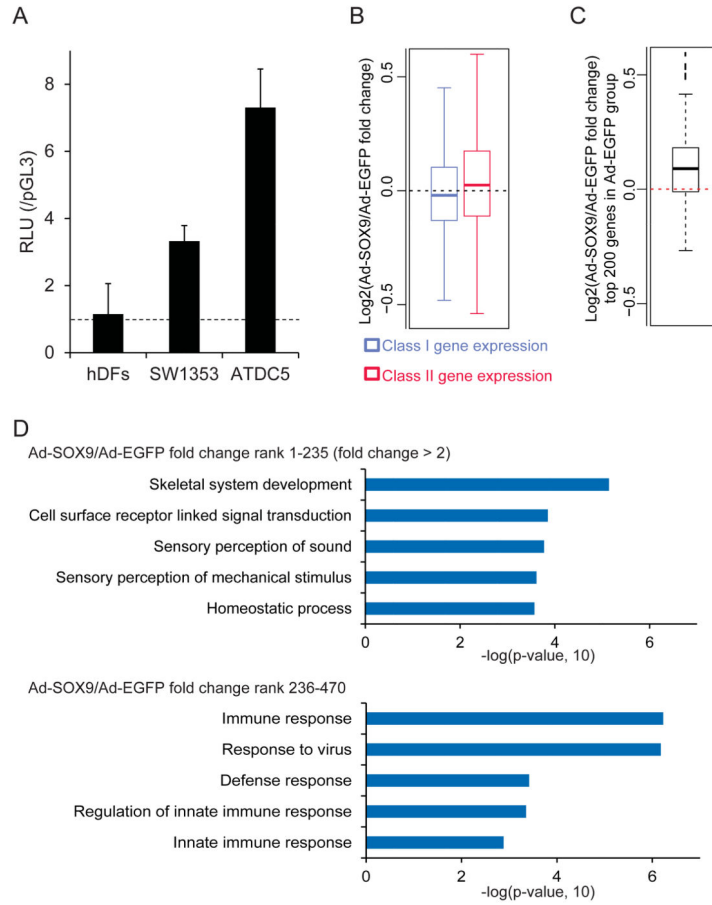 A
RLU (/pGL3)
8
6
4
2
0
hDFs SW1353 ATDC5
B
Log2(Ad-SOX9/Ad-EGFP fold change)
0.5
0.0
−0.5
Class I gene expression
Class II gene expression
C
Log2(Ad-SOX9/Ad-EGFP fold change)
top 200 genes in Ad-EGFP group
0.5
0.0
−0.5
D
Ad-SOX9/Ad-EGFP fold change rank 1-235 (fold change > 2)
Skeletal system development
Cell surface receptor linked signal transduction
Sensory perception of sound
Sensory perception of mechanical stimulus
Homeostatic process
0 2 4 6
-log(p-value, 10)
Ad-SOX9/Ad-EGFP fold change rank 236-470
Immune response
Response to virus
Defense response
Regulation of innate immune response
Innate immune response
0 2 4 6
-log(p-value, 10)